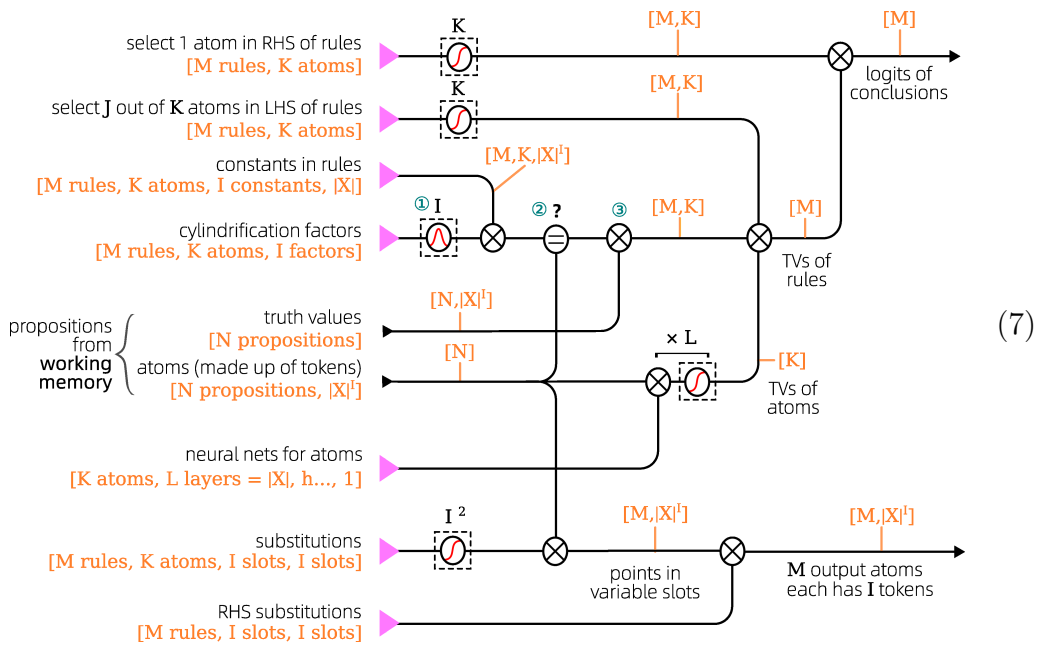 K
[M,K]
[M]
select 1 atom in RHS of rules
[M rules, K atoms]
logits of
conclusions
K
[M,K]
select J out of K atoms in LHS of rules
[M rules, K atoms]
constants in rules
[M rules, K atoms, I constants, |X|]
[M,K,|X|ᴵ]
① I
② ?
③
[M,K]
[M]
cylindrification factors
[M rules, K atoms, I factors]
TVs of
rules
propositions
from
working
memory
truth values
[N propositions]
[N,|X|ᴵ]
(7)
atoms (made up of tokens)
[N propositions, |X|ᴵ]
[N]
× L
[K]
TVs of
atoms
neural nets for atoms
[K atoms, L layers = |X|, h..., 1]
I ²
[M,|X|ᴵ]
[M,|X|ᴵ]
substitutions
[M rules, K atoms, I slots, I slots]
points in
variable slots
M output atoms
each has I tokens
RHS substitutions
[M rules, I slots, I slots]